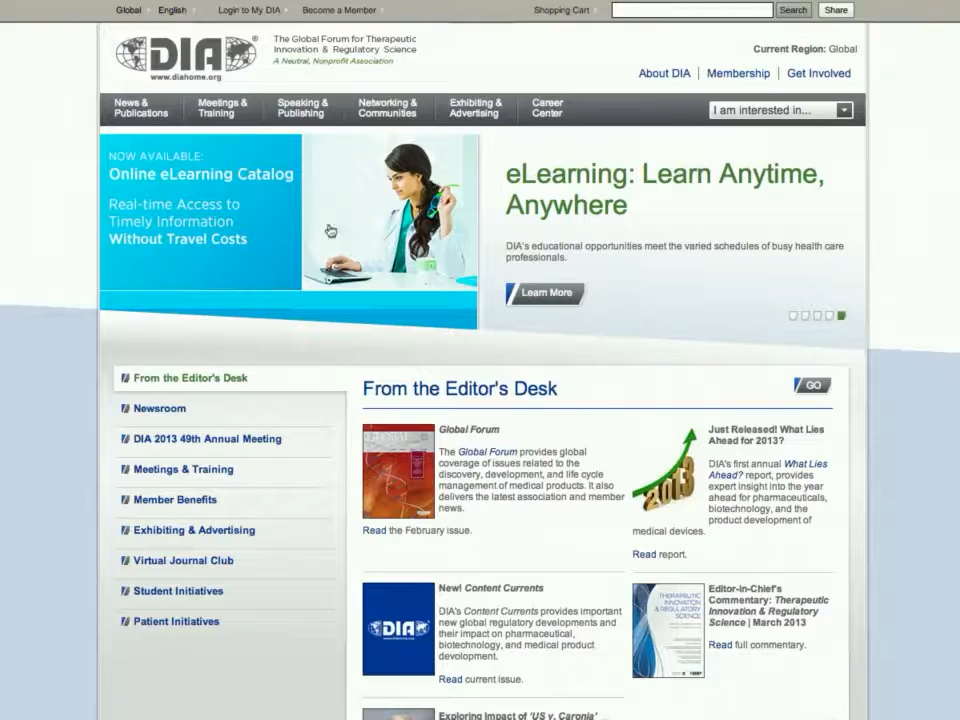 Global English Login to My DIA Become a Member Shopping Cart Search Share
DIA
www.diahome.org
The Global Forum for Therapeutic
Innovation & Regulatory Science
A Neutral, Nonprofit Association
Current Region: Global
About DIA | Membership | Get Involved
News &
Publications
Meetings &
Training
Speaking &
Publishing
Networking &
Communities
Exhibiting &
Advertising
Career
Center
I am interested in...
NOW AVAILABLE:
Online eLearning Catalog
Real-time Access to
Timely Information
Without Travel Costs
eLearning: Learn Anytime,
Anywhere
DIA's educational opportunities meet the varied schedules of busy health care
professionals.
Learn More
From the Editor's Desk
Newsroom
DIA 2013 49th Annual Meeting
Meetings & Training
Member Benefits
Exhibiting & Advertising
Virtual Journal Club
Student Initiatives
Patient Initiatives
From the Editor's Desk
GO
Global Forum
The Global Forum provides global
coverage of issues related to the
discovery, development, and life cycle
management of medical products. It also
delivers the latest association and member
news.
Read the February issue.
2013
Just Released! What Lies
Ahead for 2013?
DIA's first annual What Lies
Ahead? report, provides
expert insight into the year
ahead for pharmaceuticals,
biotechnology, and the
product development of
medical devices.
Read report.
DIA
New! Content Currents
DIA's Content Currents provides important
new global regulatory developments and
their impact on pharmaceutical,
biotechnology, and medical product
development.
Read current issue.
THERAPEUTIC
INNOVATION
& REGULATORY
SCIENCE
Editor-in-Chief's
Commentary: Therapeutic
Innovation & Regulatory
Science | March 2013
Read full commentary.
Exploring Impact of 'US v. Caronia'